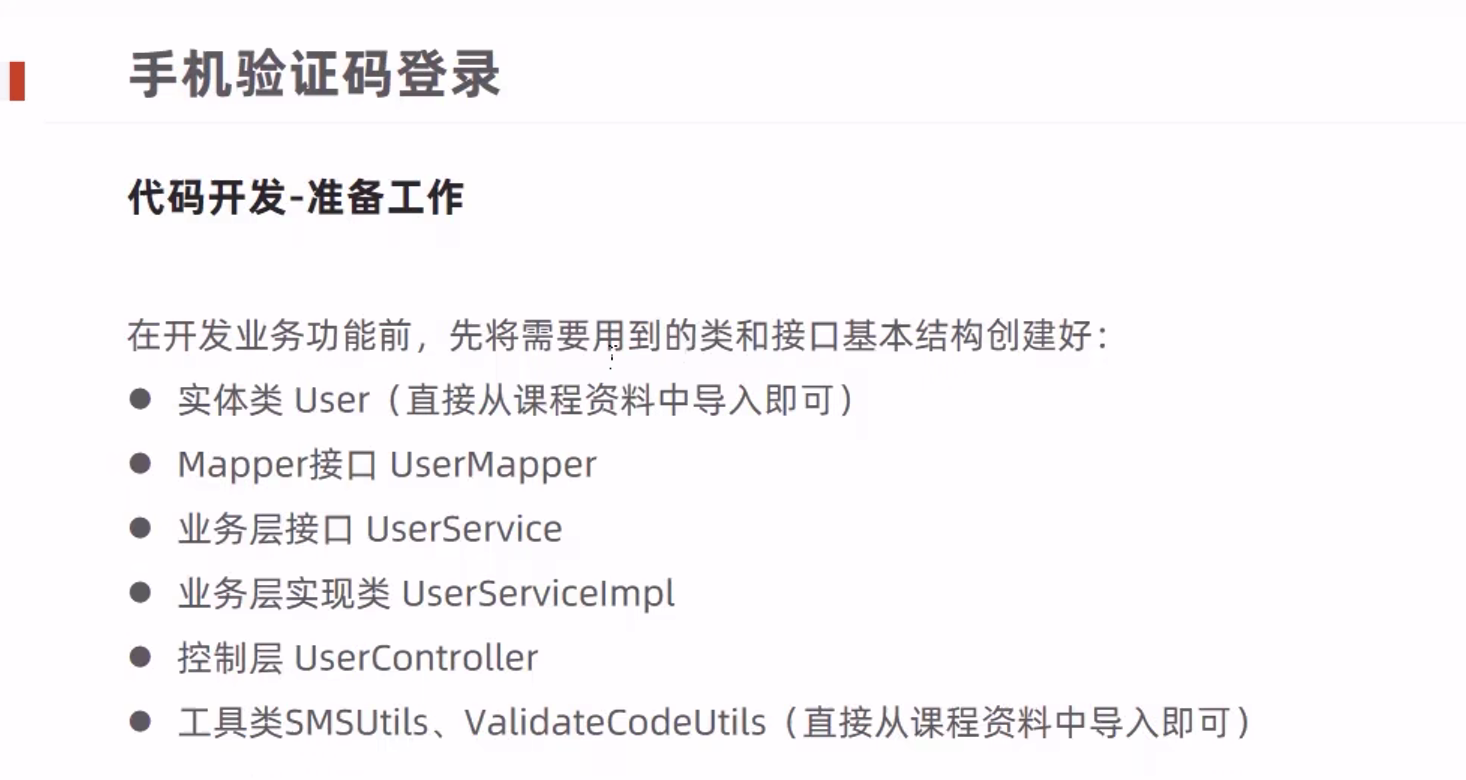 手机验证码登录
代码开发-准备工作
在开发业务功能前，先将需要用到的类和接口基本结构创建好：
● 实体类 User（直接从课程资料中导入即可）
● Mapper接口 UserMapper
● 业务层接口 UserService
● 业务层实现类 UserServiceImpl
● 控制层 UserController
● 工具类SMSUtils、ValidateCodeUtils（直接从课程资料中导入即可）